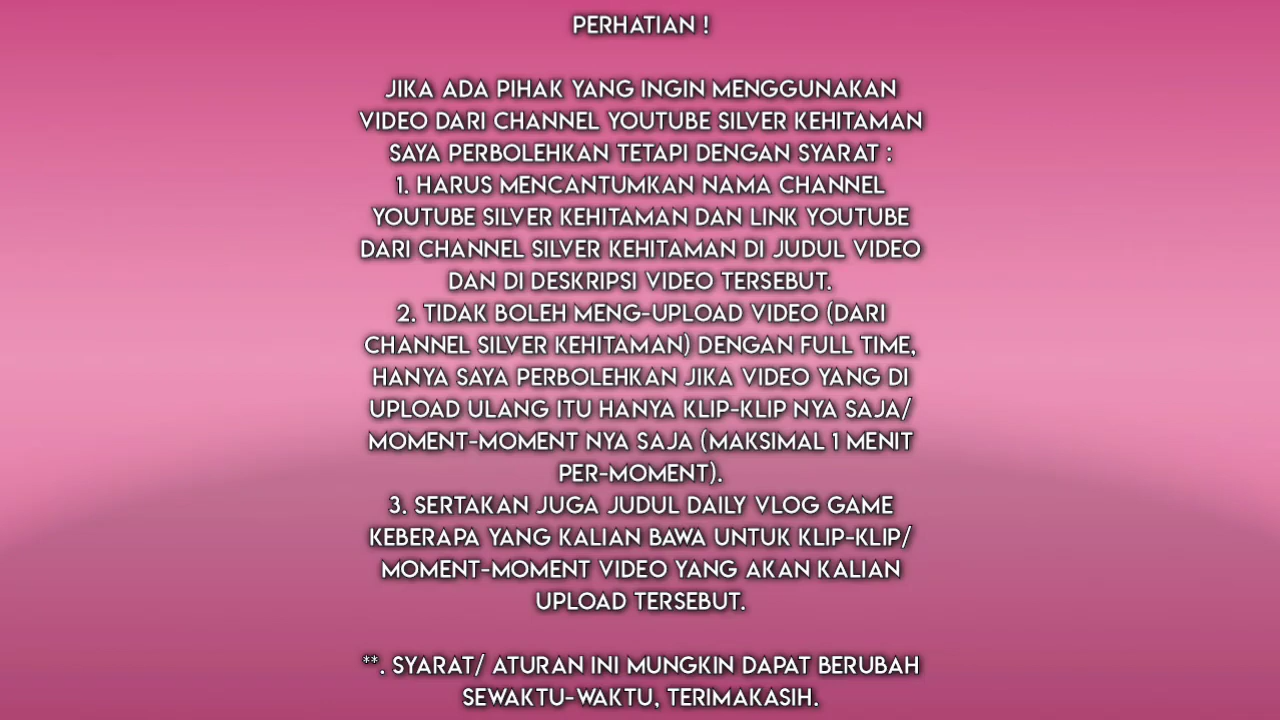 PERHATIAN !
JIKA ADA PIHAK YANG INGIN MENGGUNAKAN
VIDEO DARI CHANNEL YOUTUBE SILVER KEHITAMAN
SAYA PERBOLEHKAN TETAPI DENGAN SYARAT :
1. HARUS MENCANTUMKAN NAMA CHANNEL
YOUTUBE SILVER KEHITAMAN DAN LINK YOUTUBE
DARI CHANNEL SILVER KEHITAMAN DI JUDUL VIDEO
DAN DI DESKRIPSI VIDEO TERSEBUT.
2. TIDAK BOLEH MENG-UPLOAD VIDEO (DARI
CHANNEL SILVER KEHITAMAN) DENGAN FULL TIME,
HANYA SAYA PERBOLEHKAN JIKA VIDEO YANG DI
UPLOAD ULANG ITU HANYA KLIP-KLIP NYA SAJA/
MOMENT-MOMENT NYA SAJA (MAKSIMAL 1 MENIT
PER-MOMENT).
3. SERTAKAN JUGA JUDUL DAILY VLOG GAME
KEBERAPA YANG KALIAN BAWA UNTUK KLIP-KLIP/
MOMENT-MOMENT VIDEO YANG AKAN KALIAN
UPLOAD TERSEBUT.
**. SYARAT/ ATURAN INI MUNGKIN DAPAT BERUBAH
SEWAKTU-WAKTU, TERIMAKASIH.